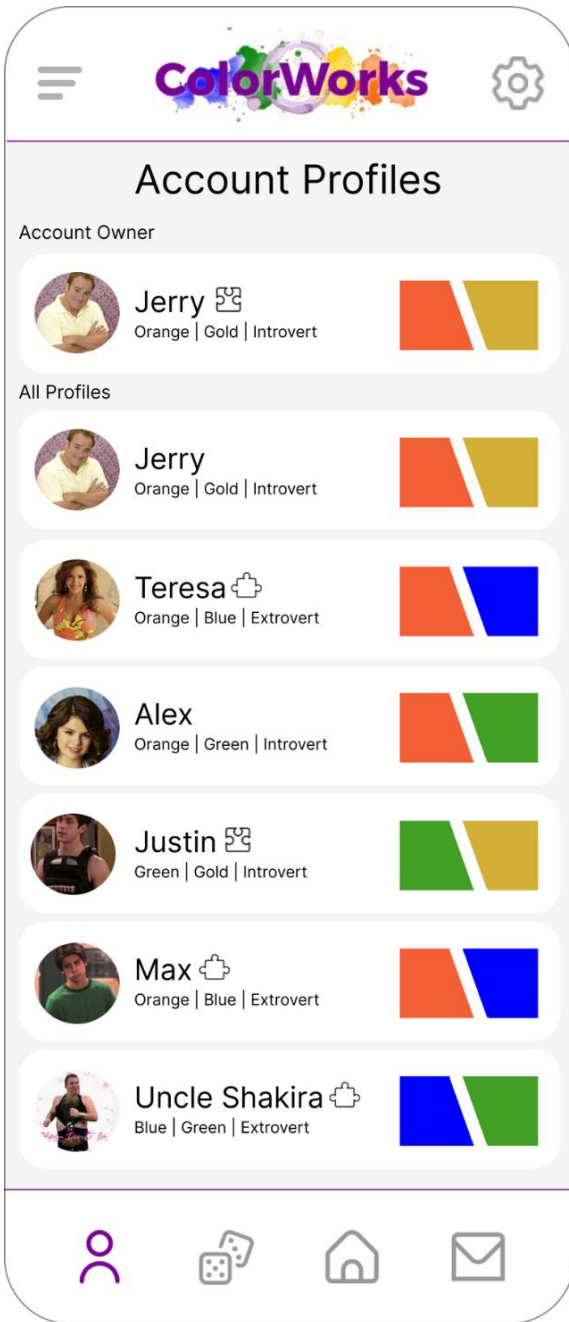 ColorWorks
Account Profiles
Account Owner
Jerry
Orange | Gold | Introvert
All Profiles
Jerry
Orange | Gold | Introvert
Teresa
Orange | Blue | Extrovert
Alex
Orange | Green | Introvert
Justin
Green | Gold | Introvert
Max
Orange | Blue | Extrovert
Uncle Shakira
Blue | Green | Extrovert